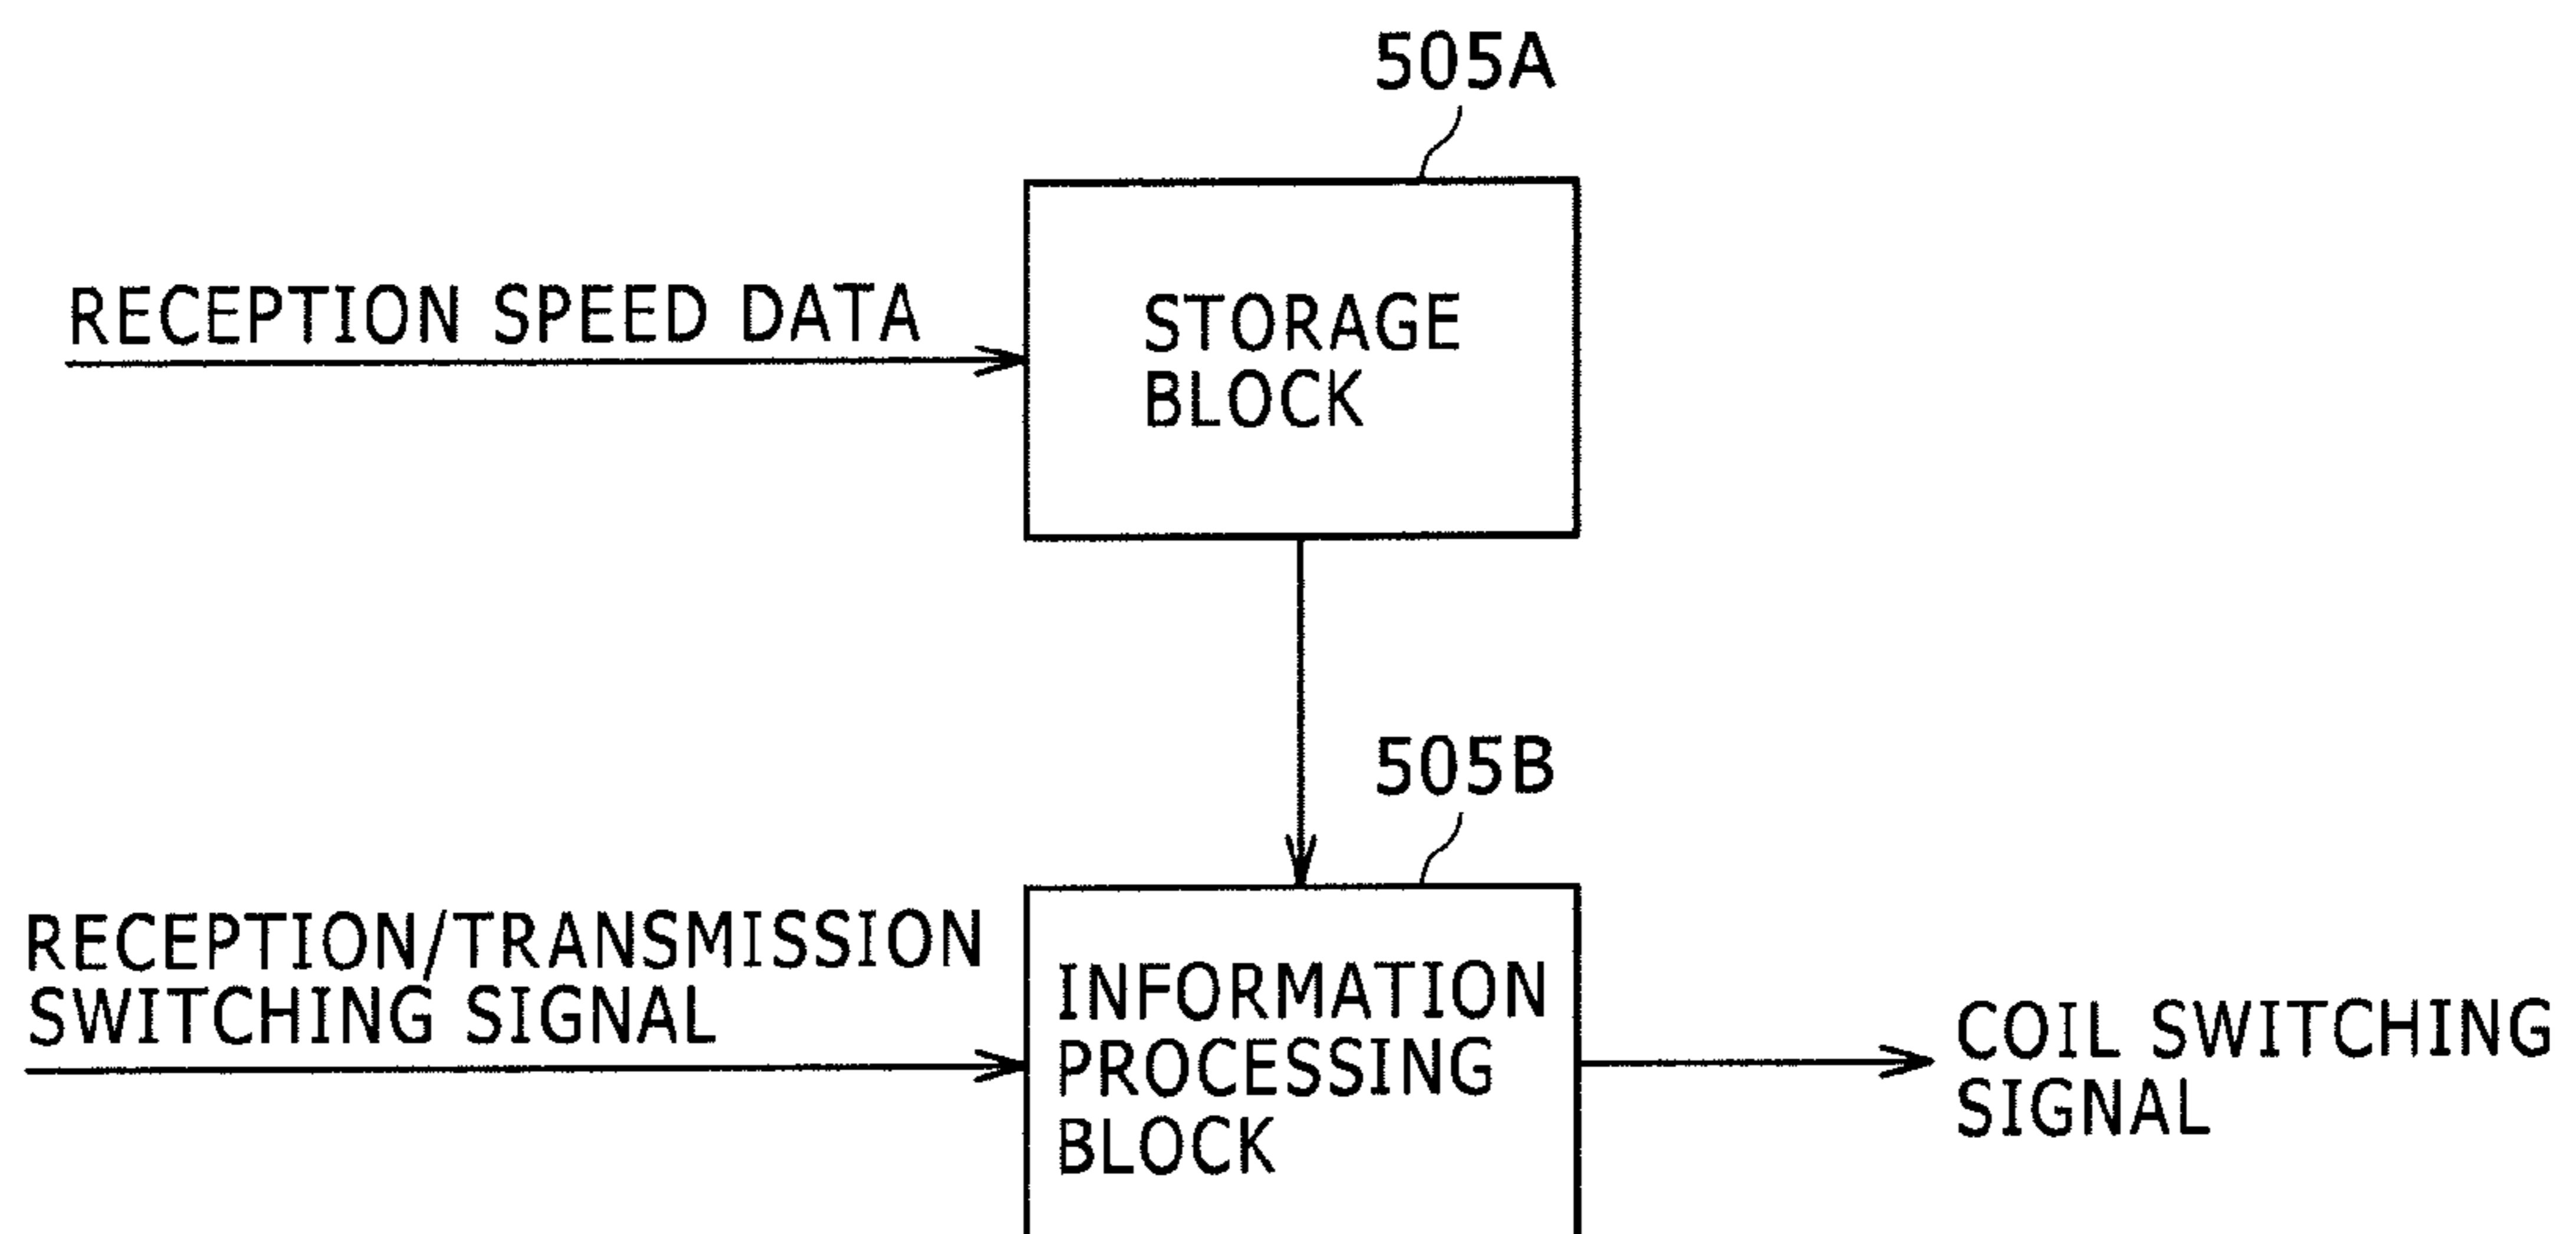 505A
RECEPTION SPEED DATA
STORAGE
BLOCK
505B
RECEPTION/TRANSMISSION
SWITCHING SIGNAL
INFORMATION
PROCESSING
BLOCK
COIL SWITCHING
SIGNAL